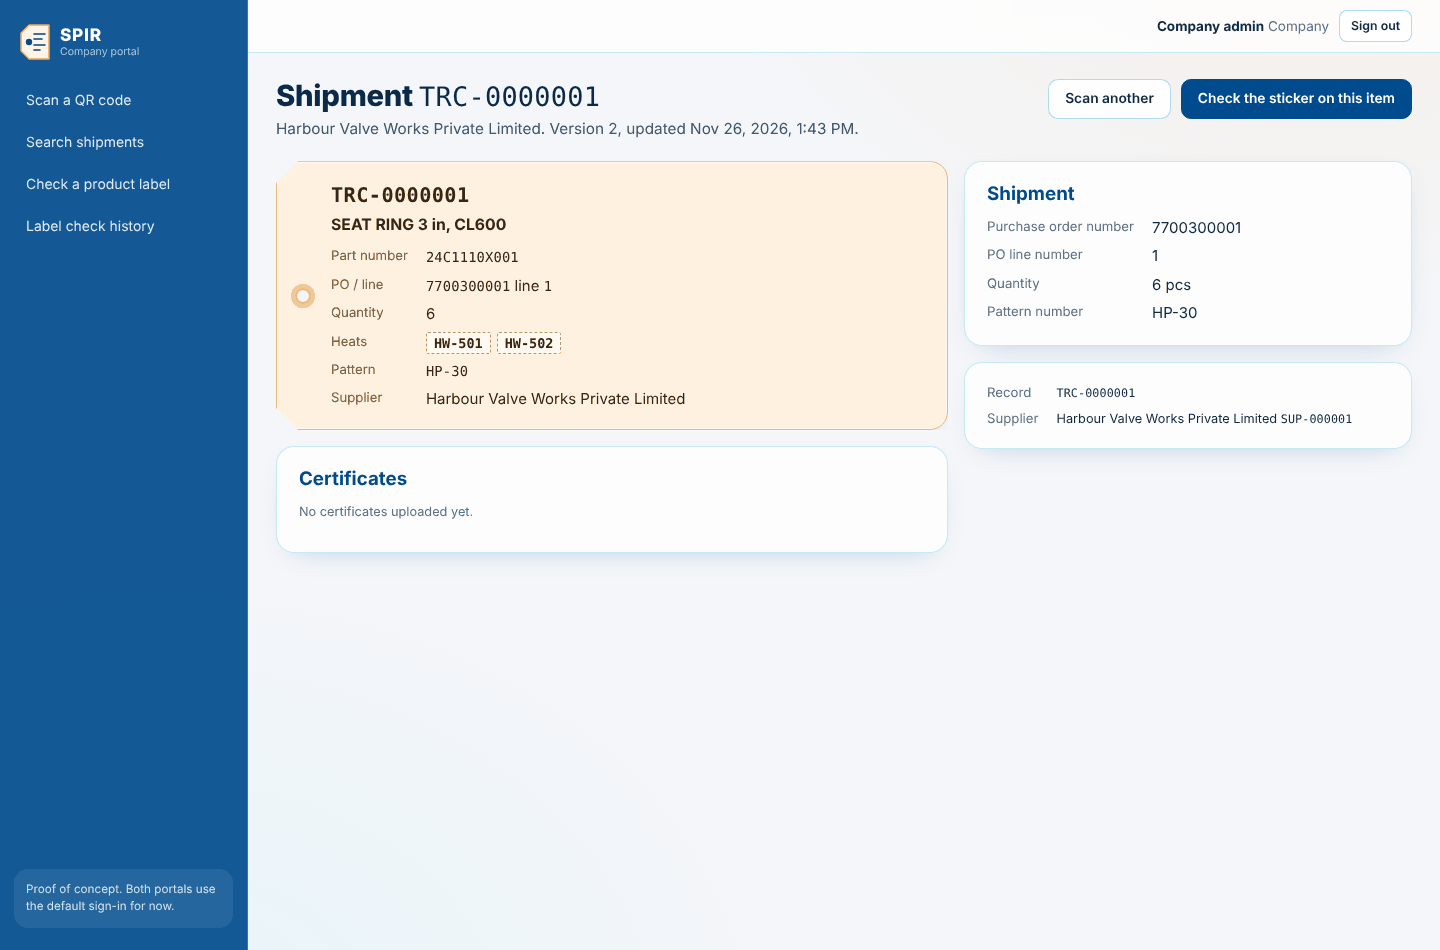 SPIR
Company portal
Scan a QR code
Search shipments
Check a product label
Label check history
Proof of concept. Both portals use
the default sign-in for now.
Company admin Company
Sign out
Shipment TRC-0000001
Harbour Valve Works Private Limited. Version 2, updated Nov 26, 2026, 1:43 PM.
Scan another
Check the sticker on this item
TRC-0000001
SEAT RING 3 in, CL600
Part number 24C1110X001
PO / line 7700300001 line 1
Quantity 6
Heats HW-501 HW-502
Pattern HP-30
Supplier Harbour Valve Works Private Limited
Certificates
No certificates uploaded yet.
Shipment
Purchase order number 7700300001
PO line number 1
Quantity 6 pcs
Pattern number HP-30
Record TRC-0000001
Supplier Harbour Valve Works Private Limited SUP-000001